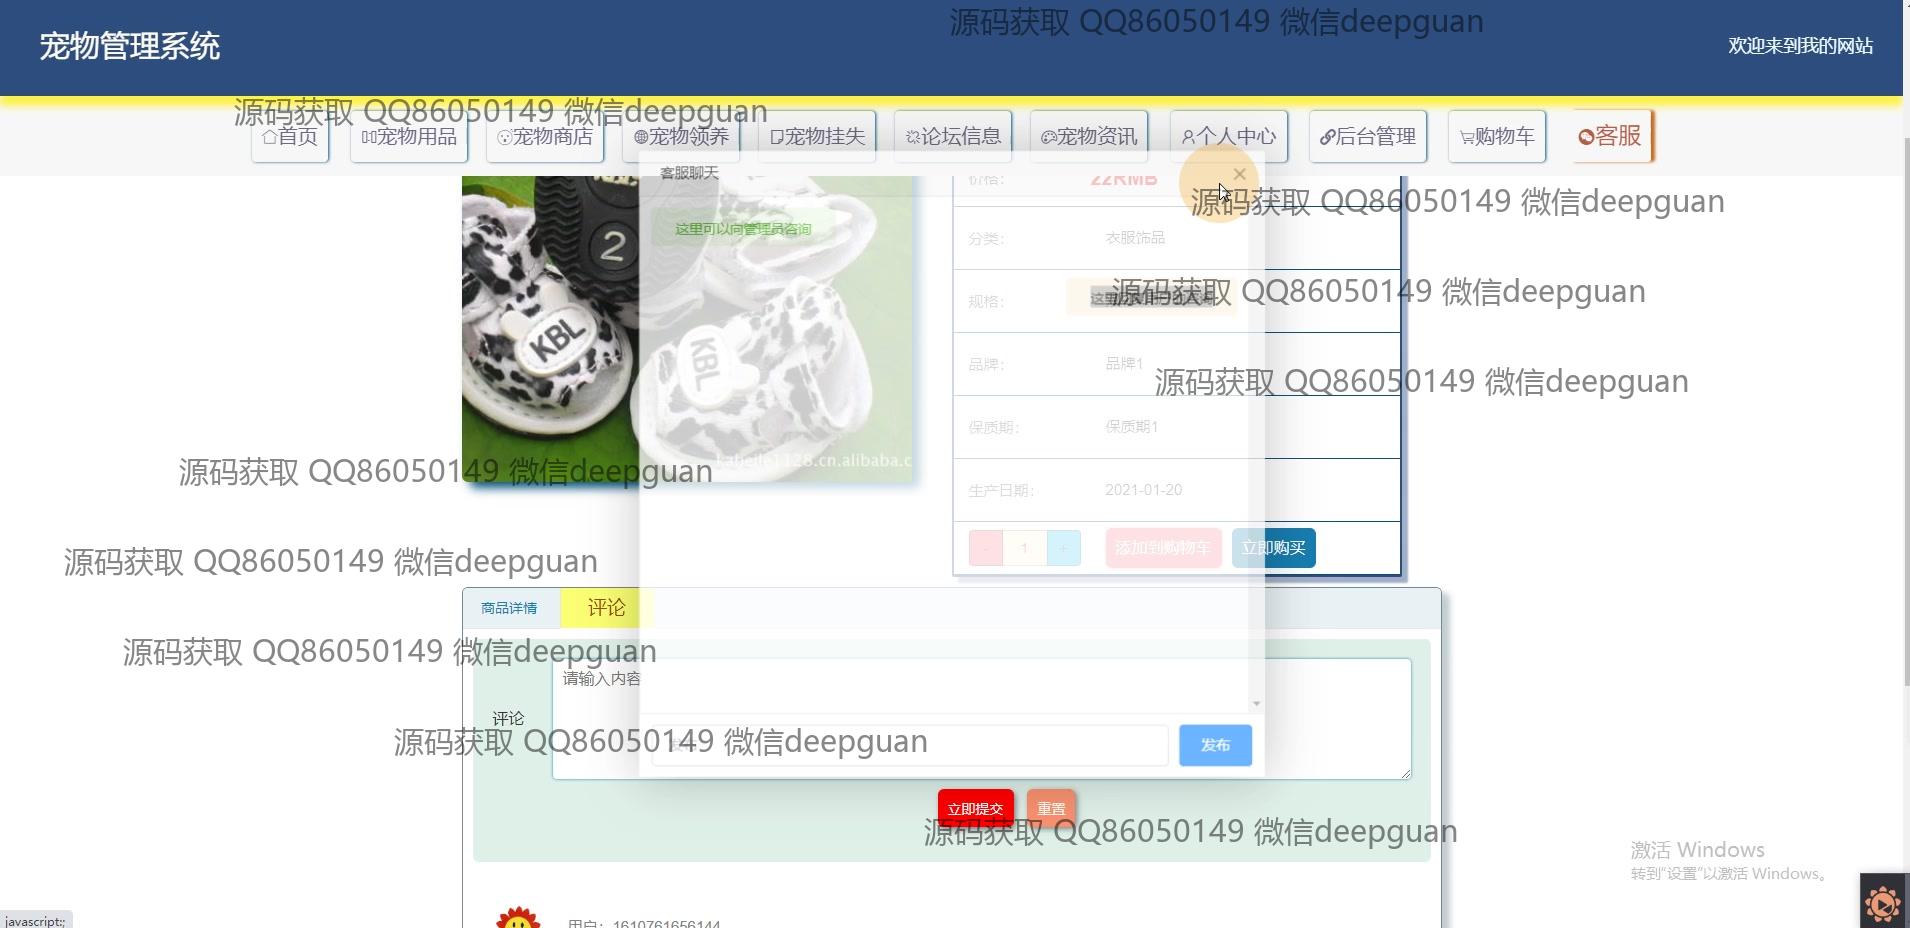 源码获取 QQ86050149 微信deepguan
宠物管理系统
欢迎来到我的网站
源码获取 QQ86050149 微信deepguan
首页
宠物用品
宠物商店
宠物领养
宠物挂失
论坛信息
宠物资讯
个人中心
后台管理
购物车
客服
客服聊天
价格:
22RMB
源码获取 QQ86050149 微信deepguan
2
这里可以向管理员咨询
分类:
衣服饰品
规格:
源码获取 QQ86050149 微信deepguan
KBL
KBL
品牌:
品牌1
源码获取 QQ86050149 微信deepguan
保质期:
保质期1
kabeile1128.cn.alibaba.c
源码获取 QQ86050149 微信deepguan
生产日期:
2021-01-20
-
1
+
添加到购物车
立即购买
源码获取 QQ86050149 微信deepguan
商品详情
评论
源码获取 QQ86050149 微信deepguan
请输入内容
评论
源码获取 QQ86050149 微信deepguan
发布
立即提交
重置
源码获取 QQ86050149 微信deepguan
激活 Windows
转到"设置"以激活 Windows。
javascript:;
用户：1610761656144